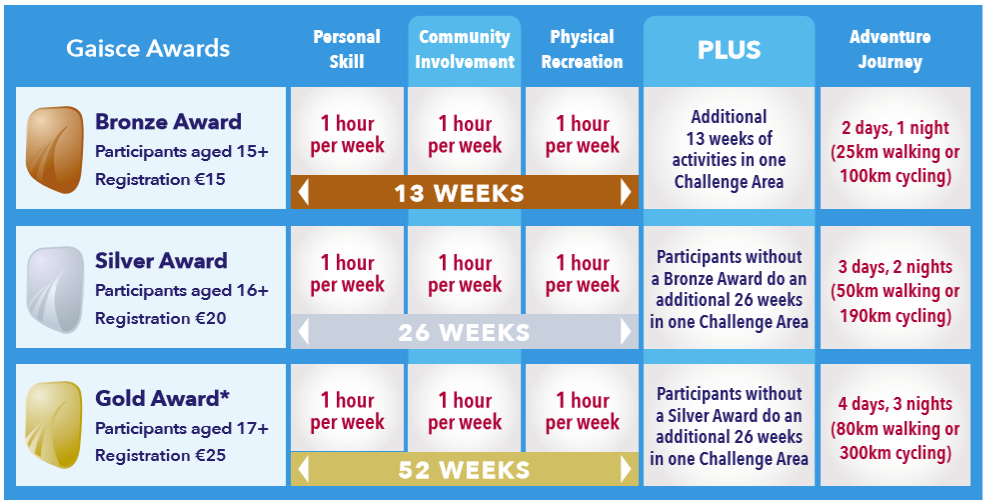 Gaisce Awards
Personal
Skill
Community
Involvement
Physical
Recreation
PLUS
Adventure
Journey
Bronze Award
Participants aged 15+
Registration €15
1 hour
per week
1 hour
per week
1 hour
per week
13 WEEKS
Additional
13 weeks of
activities in one
Challenge Area
2 days, 1 night
(25km walking or
100km cycling)
Silver Award
Participants aged 16+
Registration €20
1 hour
per week
1 hour
per week
1 hour
per week
26 WEEKS
Participants without
a Bronze Award do an
additional 26 weeks
in one Challenge Area
3 days, 2 nights
(50km walking or
190km cycling)
Gold Award*
Participants aged 17+
Registration €25
1 hour
per week
1 hour
per week
1 hour
per week
52 WEEKS
Participants without
a Silver Award do an
additional 26 weeks
in one Challenge Area
4 days, 3 nights
(80km walking or
300km cycling)